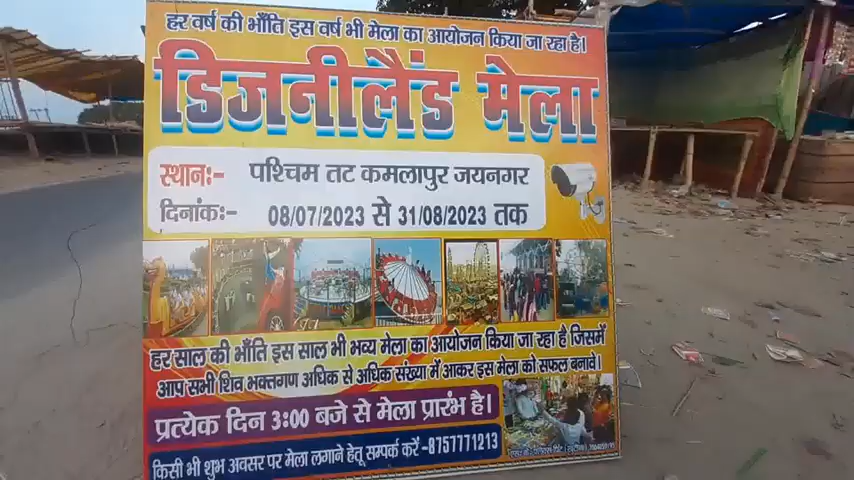 हर वर्ष की भाँति इस वर्ष भी मेला का आयोजन किया जा रहा है।
डिजनीलैंड मेला
स्थान:- पश्चिम तट कमलापुर जयनगर
दिनांक:- 08/07/2023 से 31/08/2023 तक
हर साल की भाँति इस साल भी भव्य मेला का आयोजन किया जा रहा है जिसमें
आप सभी शिव भक्तगण अधिक से अधिक संख्या में आकर इस मेला को सफल बनावें।
प्रत्येक दिन 3:00 बजे से मेला प्रारंभ है।
किसी भी शुभ अवसर पर मेला लगाने हेतू सम्पर्क करें -8757771213